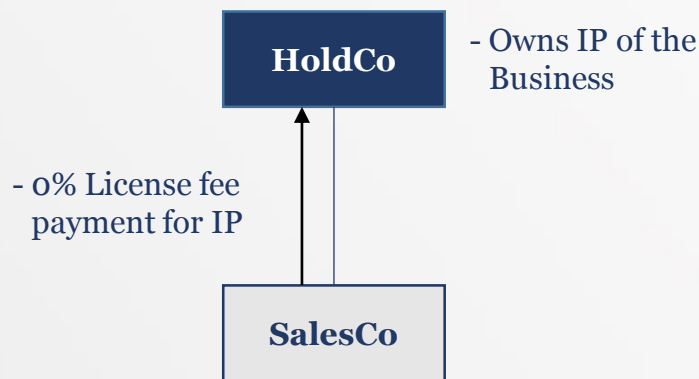 HoldCo
- Owns IP of the
Business
- 0% License fee
payment for IP
SalesCo